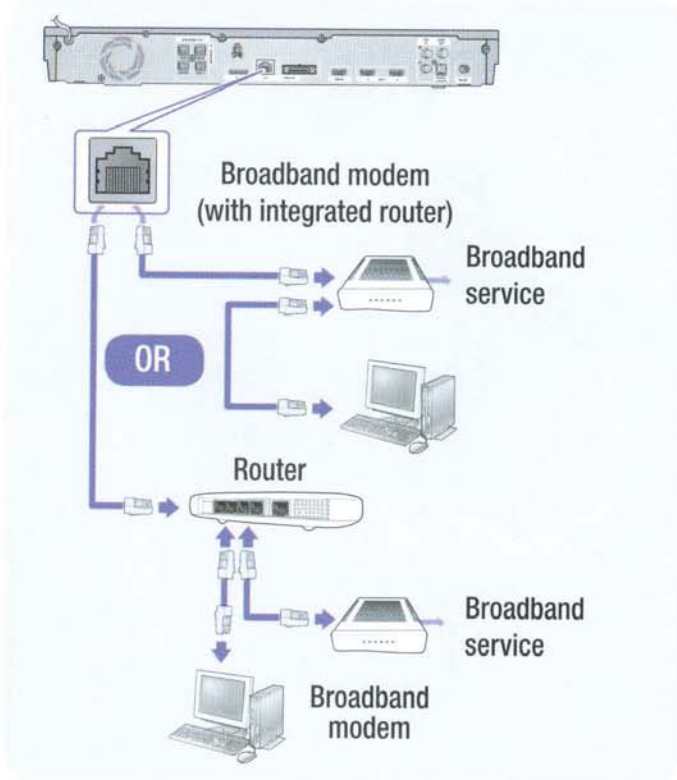 Broadband modem
(with integrated router)
Broadband
service
OR
Router
Broadband
service
Broadband
modem